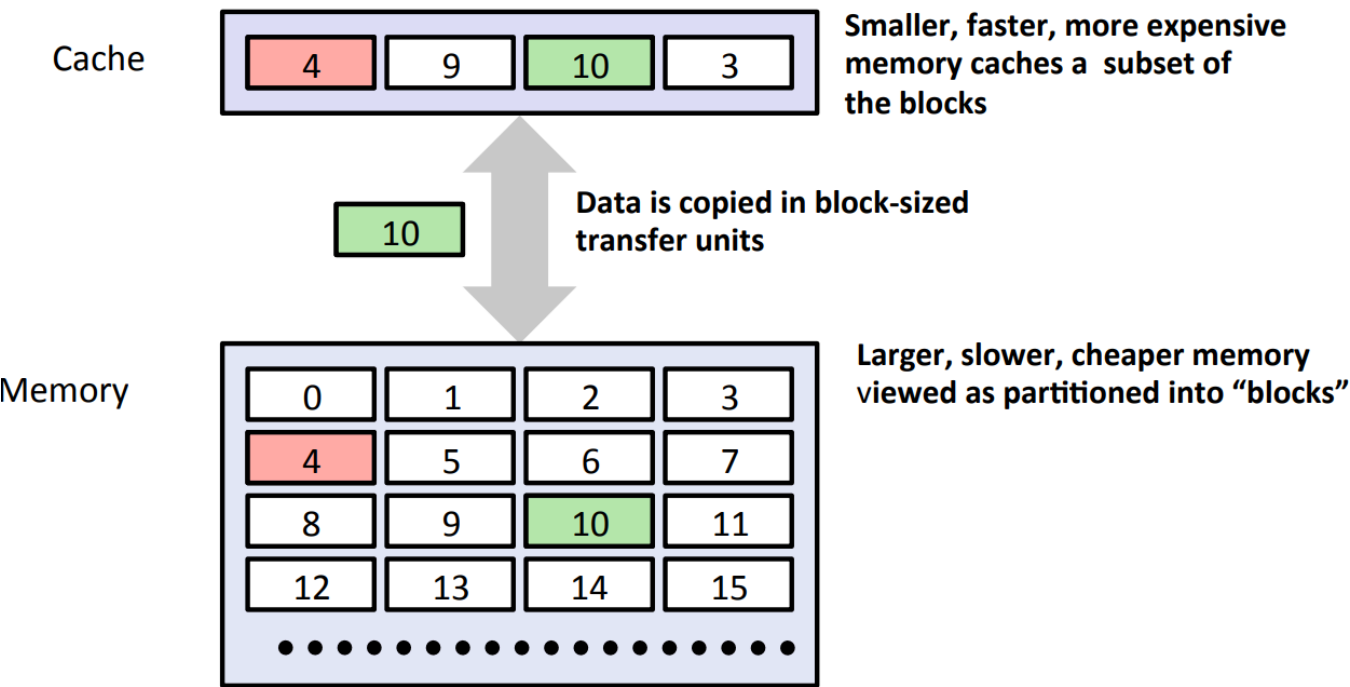 Cache
4 9 10 3
Smaller, faster, more expensive
memory caches a subset of
the blocks
10
Data is copied in block-sized
transfer units
Memory
0 1 2 3
4 5 6 7
8 9 10 11
12 13 14 15
Larger, slower, cheaper memory
viewed as partitioned into “blocks”